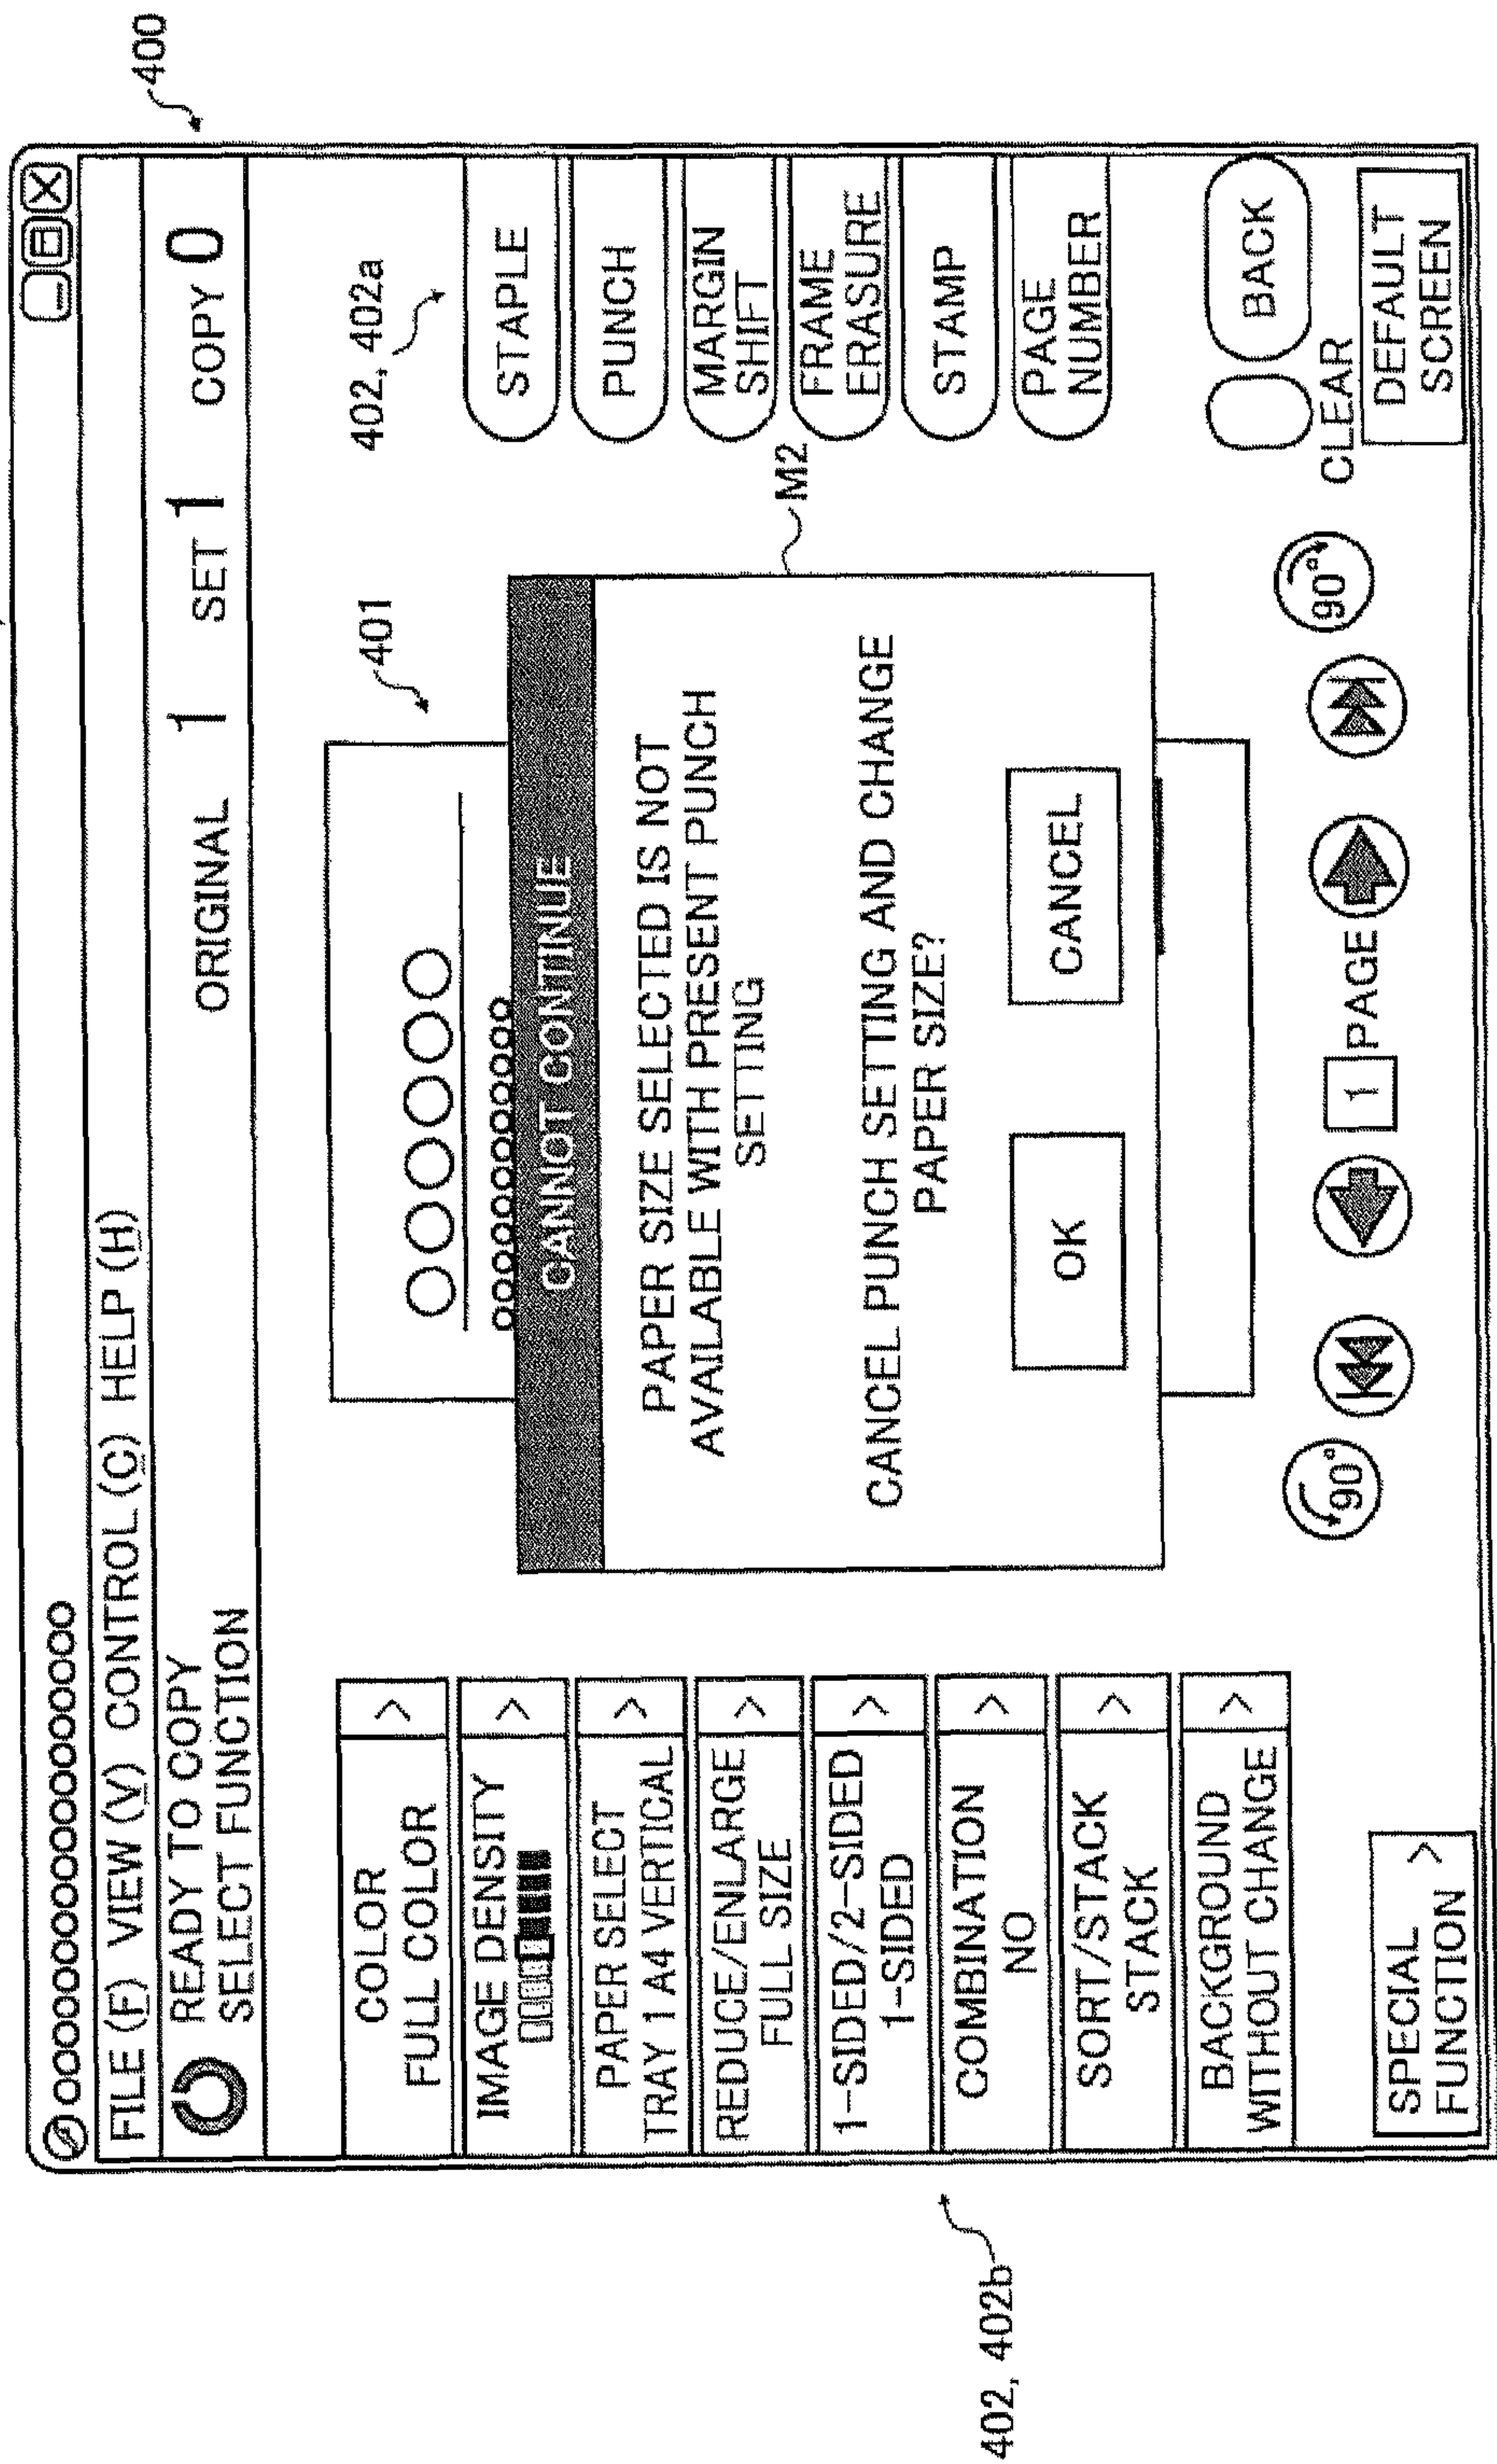 400
⊘○○○○○○○○○○○○○○○○
FILE (F) VIEW (V) CONTROL (C) HELP (H)
READY TO COPY
SELECT FUNCTION
ORIGINAL 1 SET 1 COPY 0
402, 402a
401
COLOR >
FULL COLOR
IMAGE DENSITY >
PAPER SELECT >
TRAY 1 A4 VERTICAL
REDUCE/ENLARGE >
FULL SIZE
1-SIDED/2-SIDED >
1-SIDED
COMBINATION >
NO
SORT/STACK >
STACK
BACKGROUND >
WITHOUT CHANGE
SPECIAL
FUNCTION >
402, 402b
○○○○○○
○○○○○○○○○○
CANNOT CONTINUE
PAPER SIZE SELECTED IS NOT
AVAILABLE WITH PRESENT PUNCH
SETTING
CANCEL PUNCH SETTING AND CHANGE
PAPER SIZE?
OK
CANCEL
M2
STAPLE
PUNCH
MARGIN
SHIFT
FRAME
ERASURE
STAMP
PAGE
NUMBER
90°
1 PAGE
90°
CLEAR
BACK
DEFAULT
SCREEN